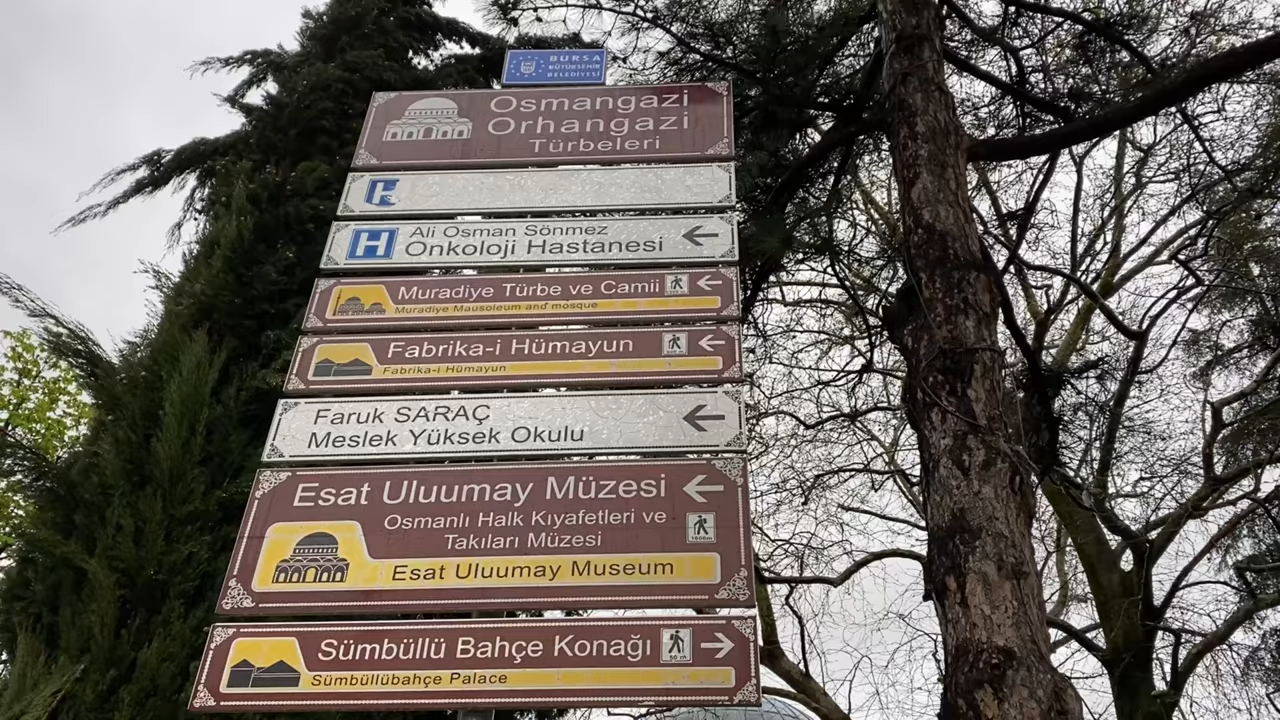 BURSA
BÜYÜKŞEHİR
BELEDİYESİ
Osmangazi
Orhangazi
Türbeleri
H
Ali Osman Sönmez
Onkoloji Hastanesi
Muradiye Türbe ve Camii
Muradiye Mausoleum and mosque
Fabrika-i Hümayun
Fabrika-i Hümayun
Faruk SARAÇ
Meslek Yüksek Okulu
Esat Uluumay Müzesi
Osmanlı Halk Kıyafetleri ve
Takıları Müzesi
1600m
Esat Uluumay Museum
Sümbüllü Bahçe Konağı
50 m
Sümbüllübahçe Palace